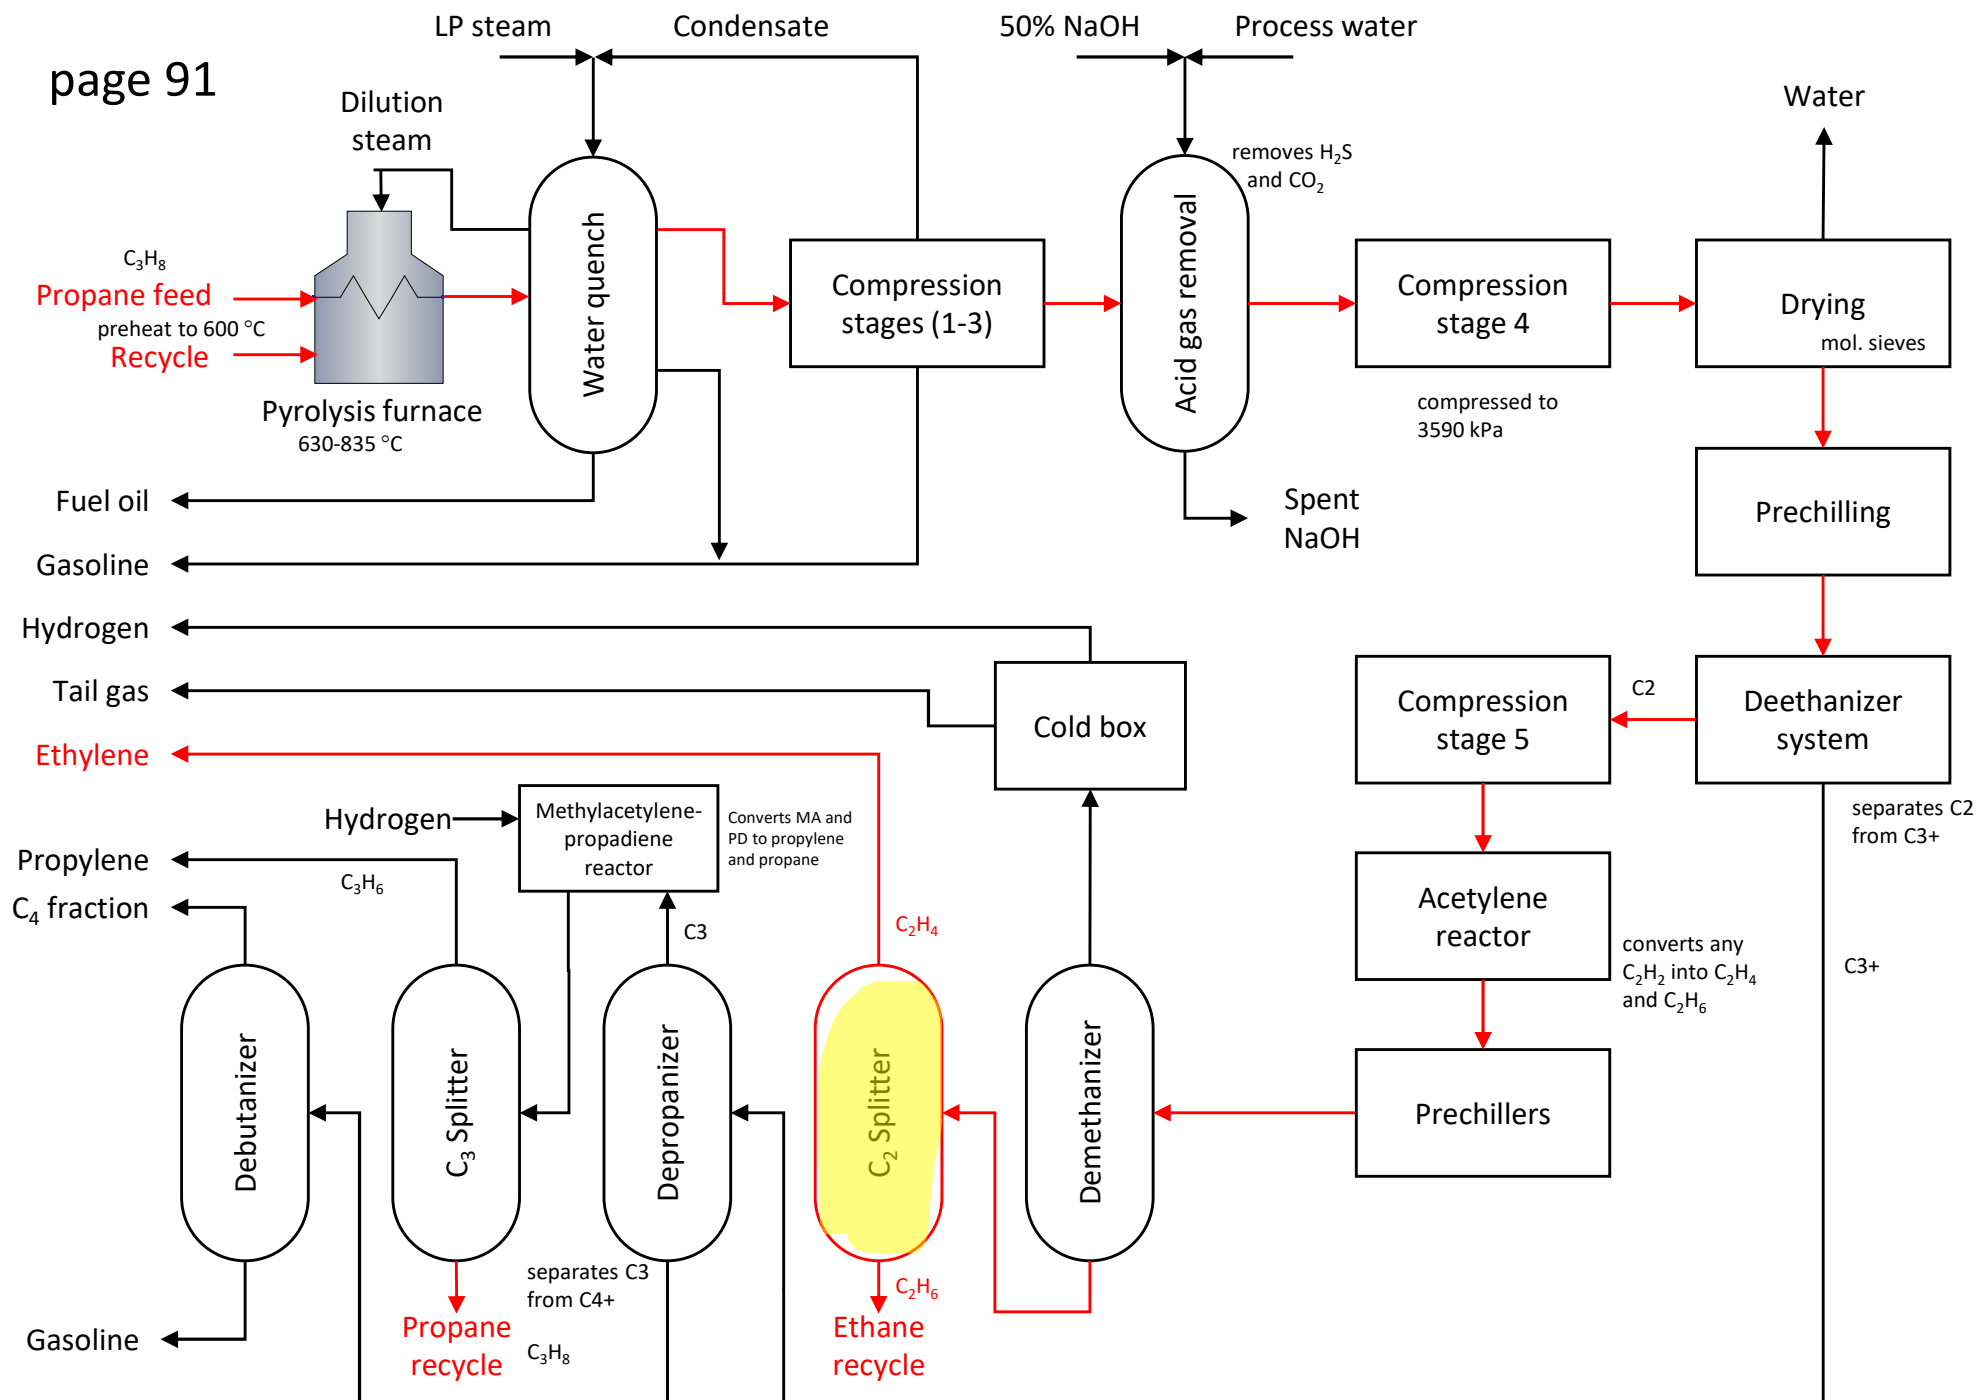 page 91
LP steam
Condensate
50% NaOH
Process water
Water
Dilution
steam
removes H₂S
and CO₂
C₃H₈
Propane feed
preheat to 600 °C
Recycle
Pyrolysis furnace
630-835 °C
Water quench
Compression
stages (1-3)
Acid gas removal
Compression
stage 4
compressed to
3590 kPa
Drying
mol. sieves
Prechilling
Spent
NaOH
Fuel oil
Gasoline
Hydrogen
Tail gas
Ethylene
Cold box
Compression
stage 5
C2
Deethanizer
system
separates C2
from C3+
Hydrogen
Methylacetylene-
propadiene
reactor
Converts MA and
PD to propylene
and propane
Propylene
C₃H₆
C₄ fraction
C3
C₂H₄
Acetylene
reactor
converts any
C₂H₂ into C₂H₄
and C₂H₆
C3+
Debutanizer
C₃ Splitter
Depropanizer
C₂ Splitter
Demethanizer
Prechillers
separates C3
from C4+
C₂H₆
Gasoline
Propane
recycle
C₃H₈
Ethane
recycle